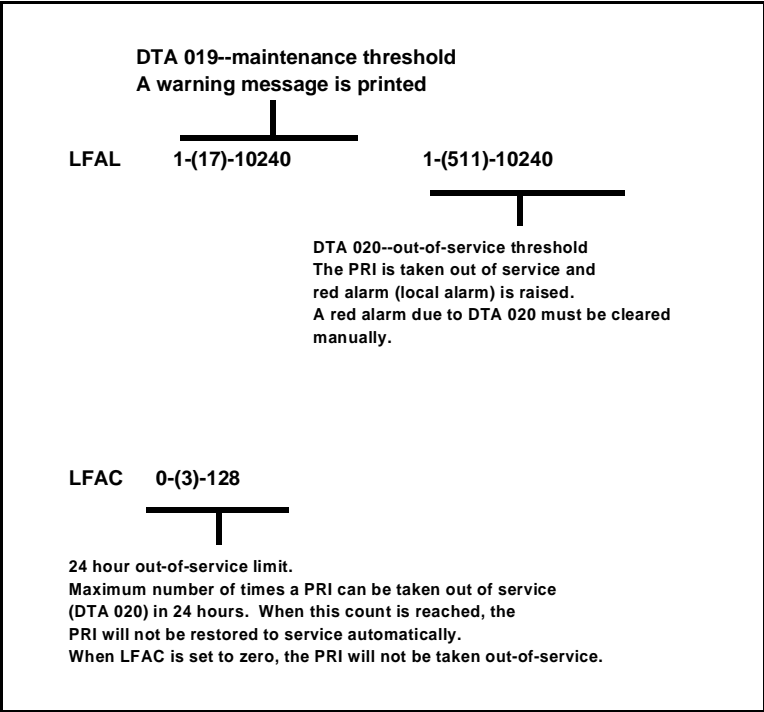 DTA 019--maintenance threshold
A warning message is printed
LFAL 1-(17)-10240 1-(511)-10240
DTA 020--out-of-service threshold
The PRI is taken out of service and
red alarm (local alarm) is raised.
A red alarm due to DTA 020 must be cleared
manually.
LFAC 0-(3)-128
24 hour out-of-service limit.
Maximum number of times a PRI can be taken out of service
(DTA 020) in 24 hours. When this count is reached, the
PRI will not be restored to service automatically.
When LFAC is set to zero, the PRI will not be taken out-of-service.